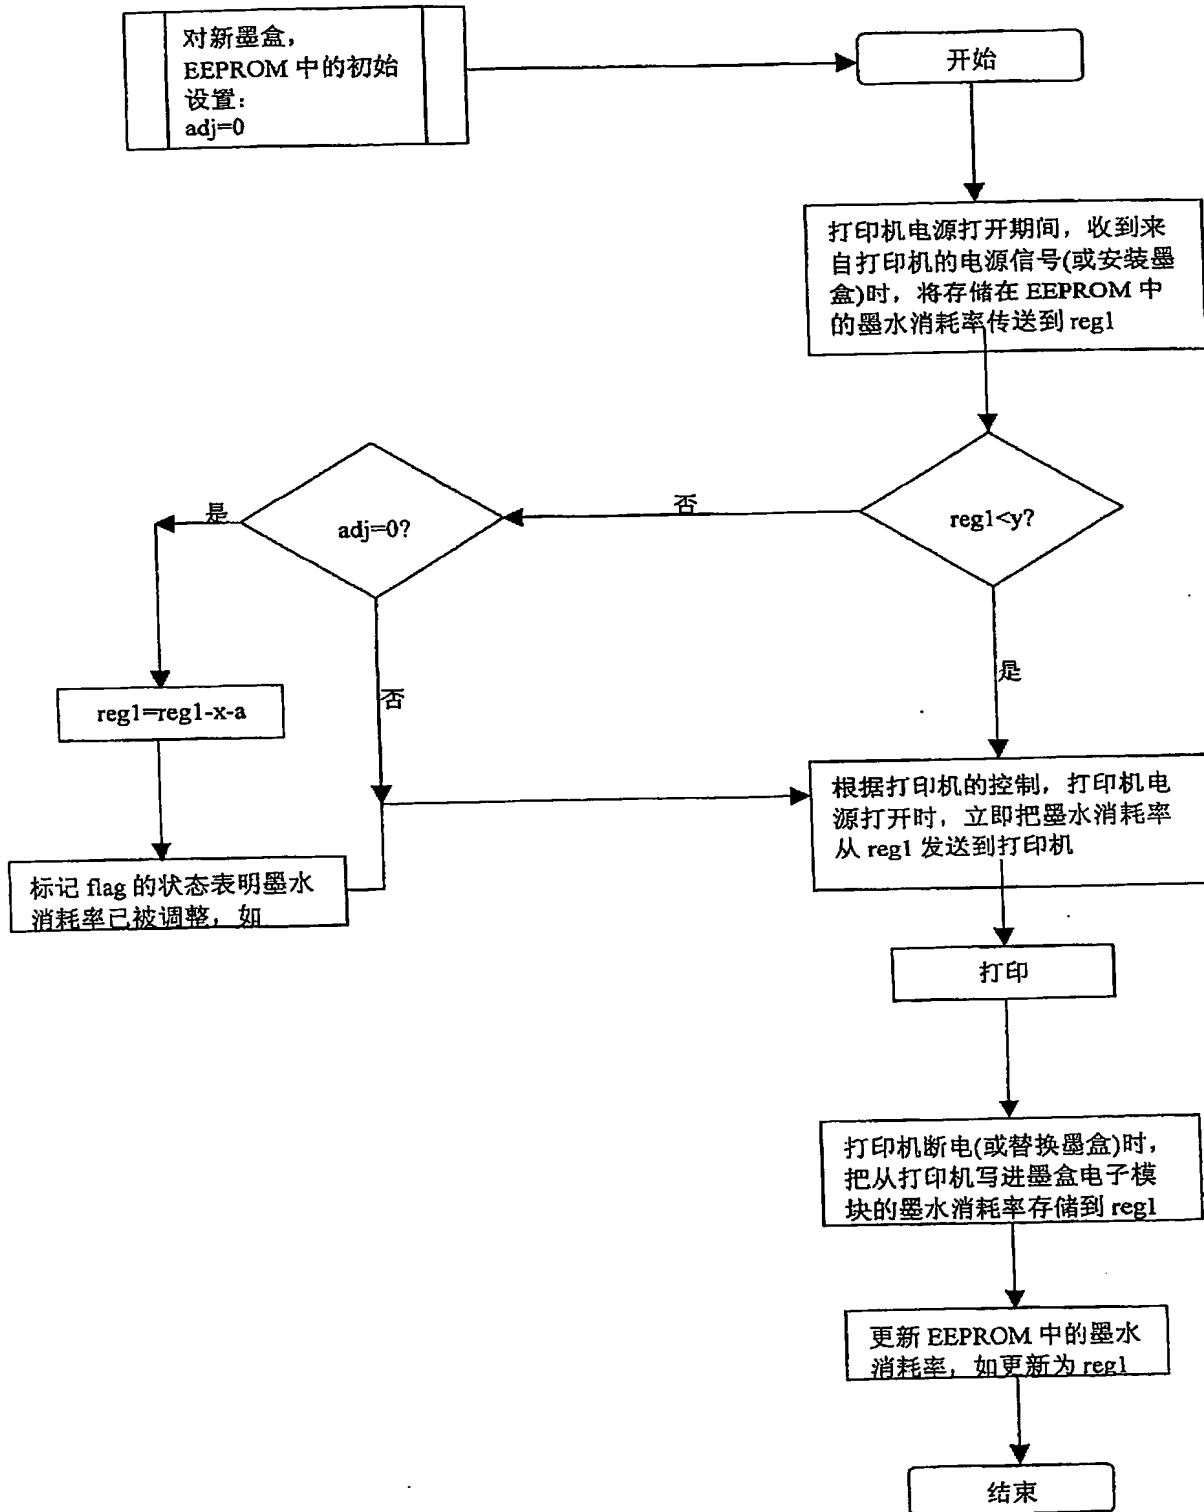 对新墨盒，
EEPROM 中的初始
设置：
adj=0
开始
打印机电源打开期间，收到来
自打印机的电源信号(或安装墨
盒)时，将存储在 EEPROM 中
的墨水消耗率传送到 reg1
reg1<y?
否
adj=0?
是
reg1=reg1-x-a
否
是
标记 flag 的状态表明墨水
消耗率已被调整，如
根据打印机的控制，打印机电
源打开时，立即把墨水消耗率
从 reg1 发送到打印机
打印
打印机断电(或替换墨盒)时，
把从打印机写进墨盒电子模
块的墨水消耗率存储到 reg1
更新 EEPROM 中的墨水
消耗率，如更新为 reg1
结束